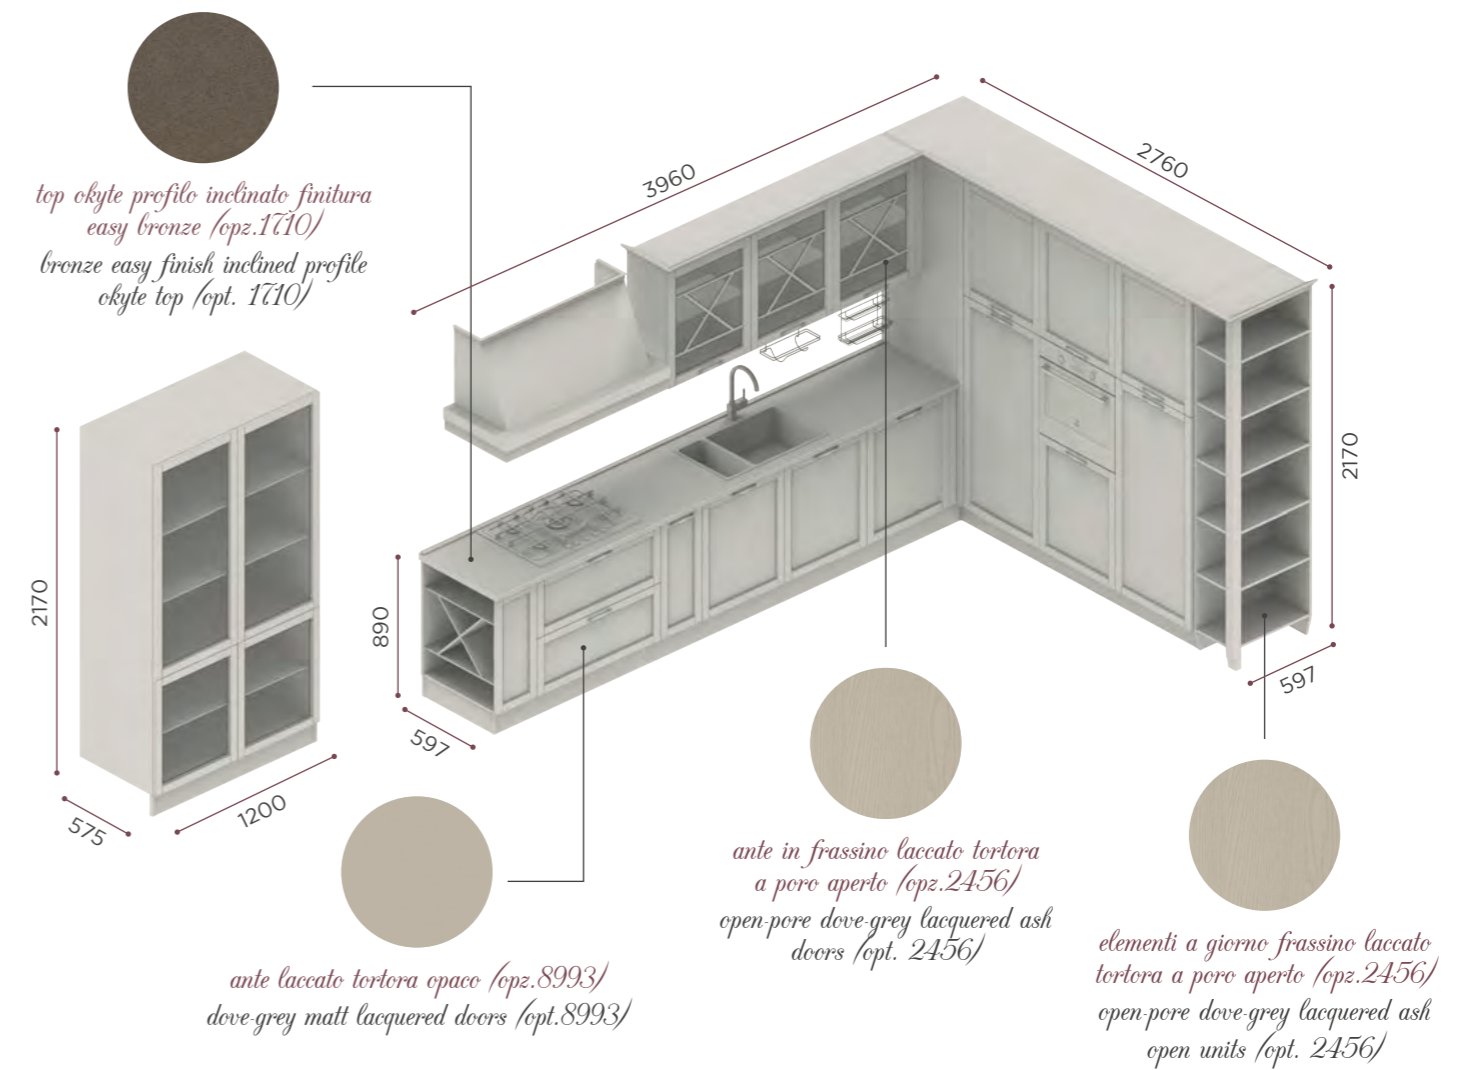 top okyte profilo inclinato finitura
easy bronze (opz.1710)
bronze easy finish inclined profile
okyte top (opt. 1710)
3960
2760
2170
597
2170
575
1200
890
597
ante laccato tortora opaco (opz.8993)
dove-grey matt lacquered doors (opt.8993)
ante in frassino laccato tortora
a poro aperto (opz.2456)
open-pore dove-grey lacquered ash
doors (opt. 2456)
elementi a giorno frassino laccato
tortora a poro aperto (opz.2456)
open-pore dove-grey lacquered ash
open units (opt. 2456)